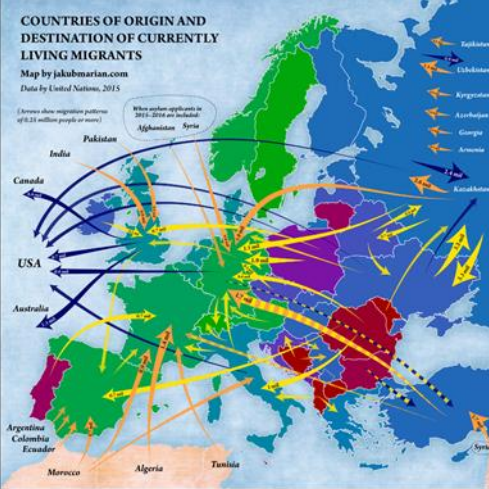 COUNTRIES OF ORIGIN AND
DESTINATION OF CURRENTLY
LIVING MIGRANTS
Map by jakubmarian.com
Data by United Nations, 2015
(Arrows show migration patterns
of 0.25 million people or more)
When asylum applicants in
2015–2016 are included:
Afghanistan Syria
Pakistan
India
Canada
USA
Australia
Argentina
Colombia
Ecuador
Morocco
Algeria
Tunisia
Tajikistan
Uzbekistan
Kyrgyzstan
Azerbaijan
Georgia
Armenia
Kazakhstan
Syria